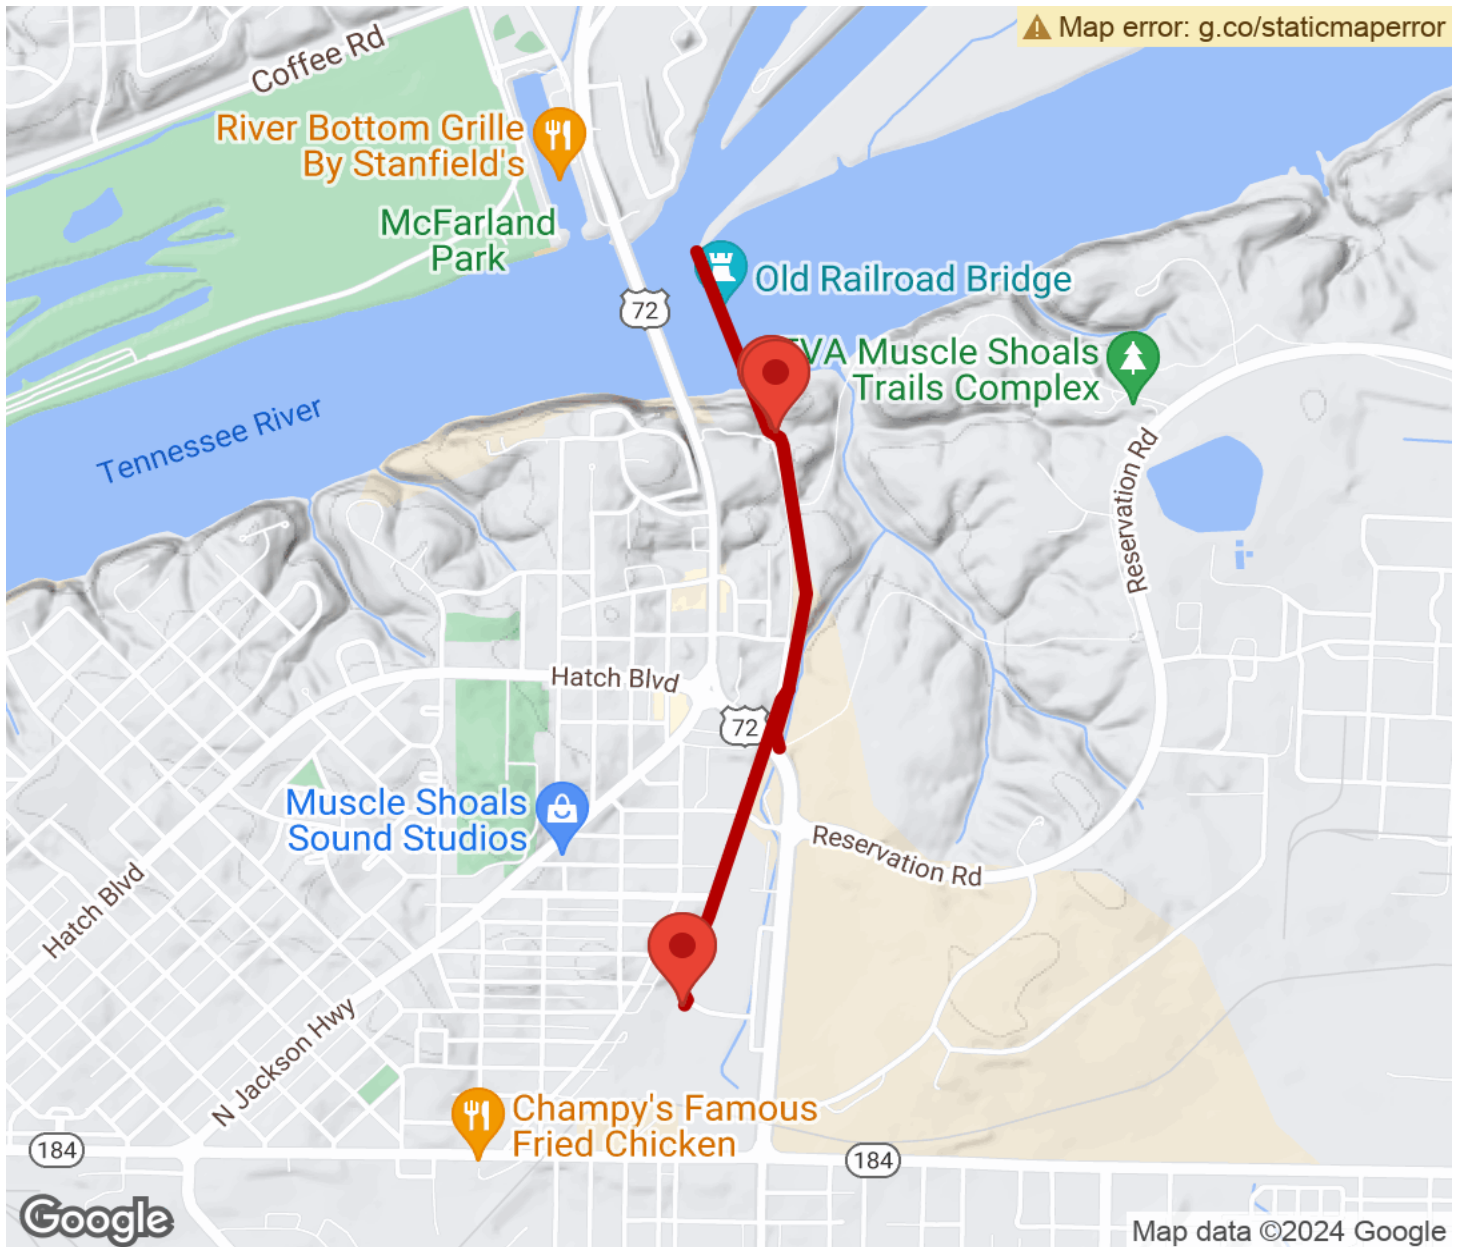 Map error: g.co/staticmaperror
Coffee Rd
River Bottom Grille
By Stanfield's
McFarland
Park
Old Railroad Bridge
72
TVA Muscle Shoals
Trails Complex
Tennessee River
Reservation Rd
Hatch Blvd
72
Muscle Shoals
Sound Studios
Reservation Rd
Hatch Blvd
N Jackson Hwy
Champy's Famous
Fried Chicken
184
184
Google
Map data ©2024 Google